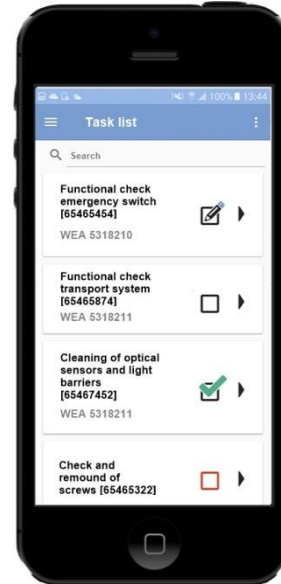 100% 13:44
Task list
Search
Functional check
emergency switch
[65465454]
WEA 5318210
Functional check
transport system
[65465874]
WEA 5318211
Cleaning of optical
sensors and light
barriers
[65467452]
WEA 5318211
Check and
remound of
screws [65465322]